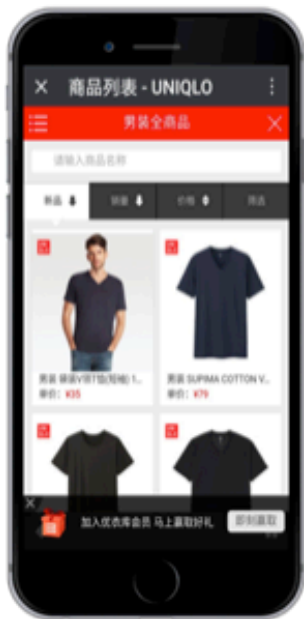 商品列表 - UNIQLO
男装全商品
请输入商品名称
新品 销量 价格 筛选
男装 SUPIMA COTTON V...
单价: ¥35
单价: ¥79
加入优衣库会员 马上赢取好礼
即刻赢取